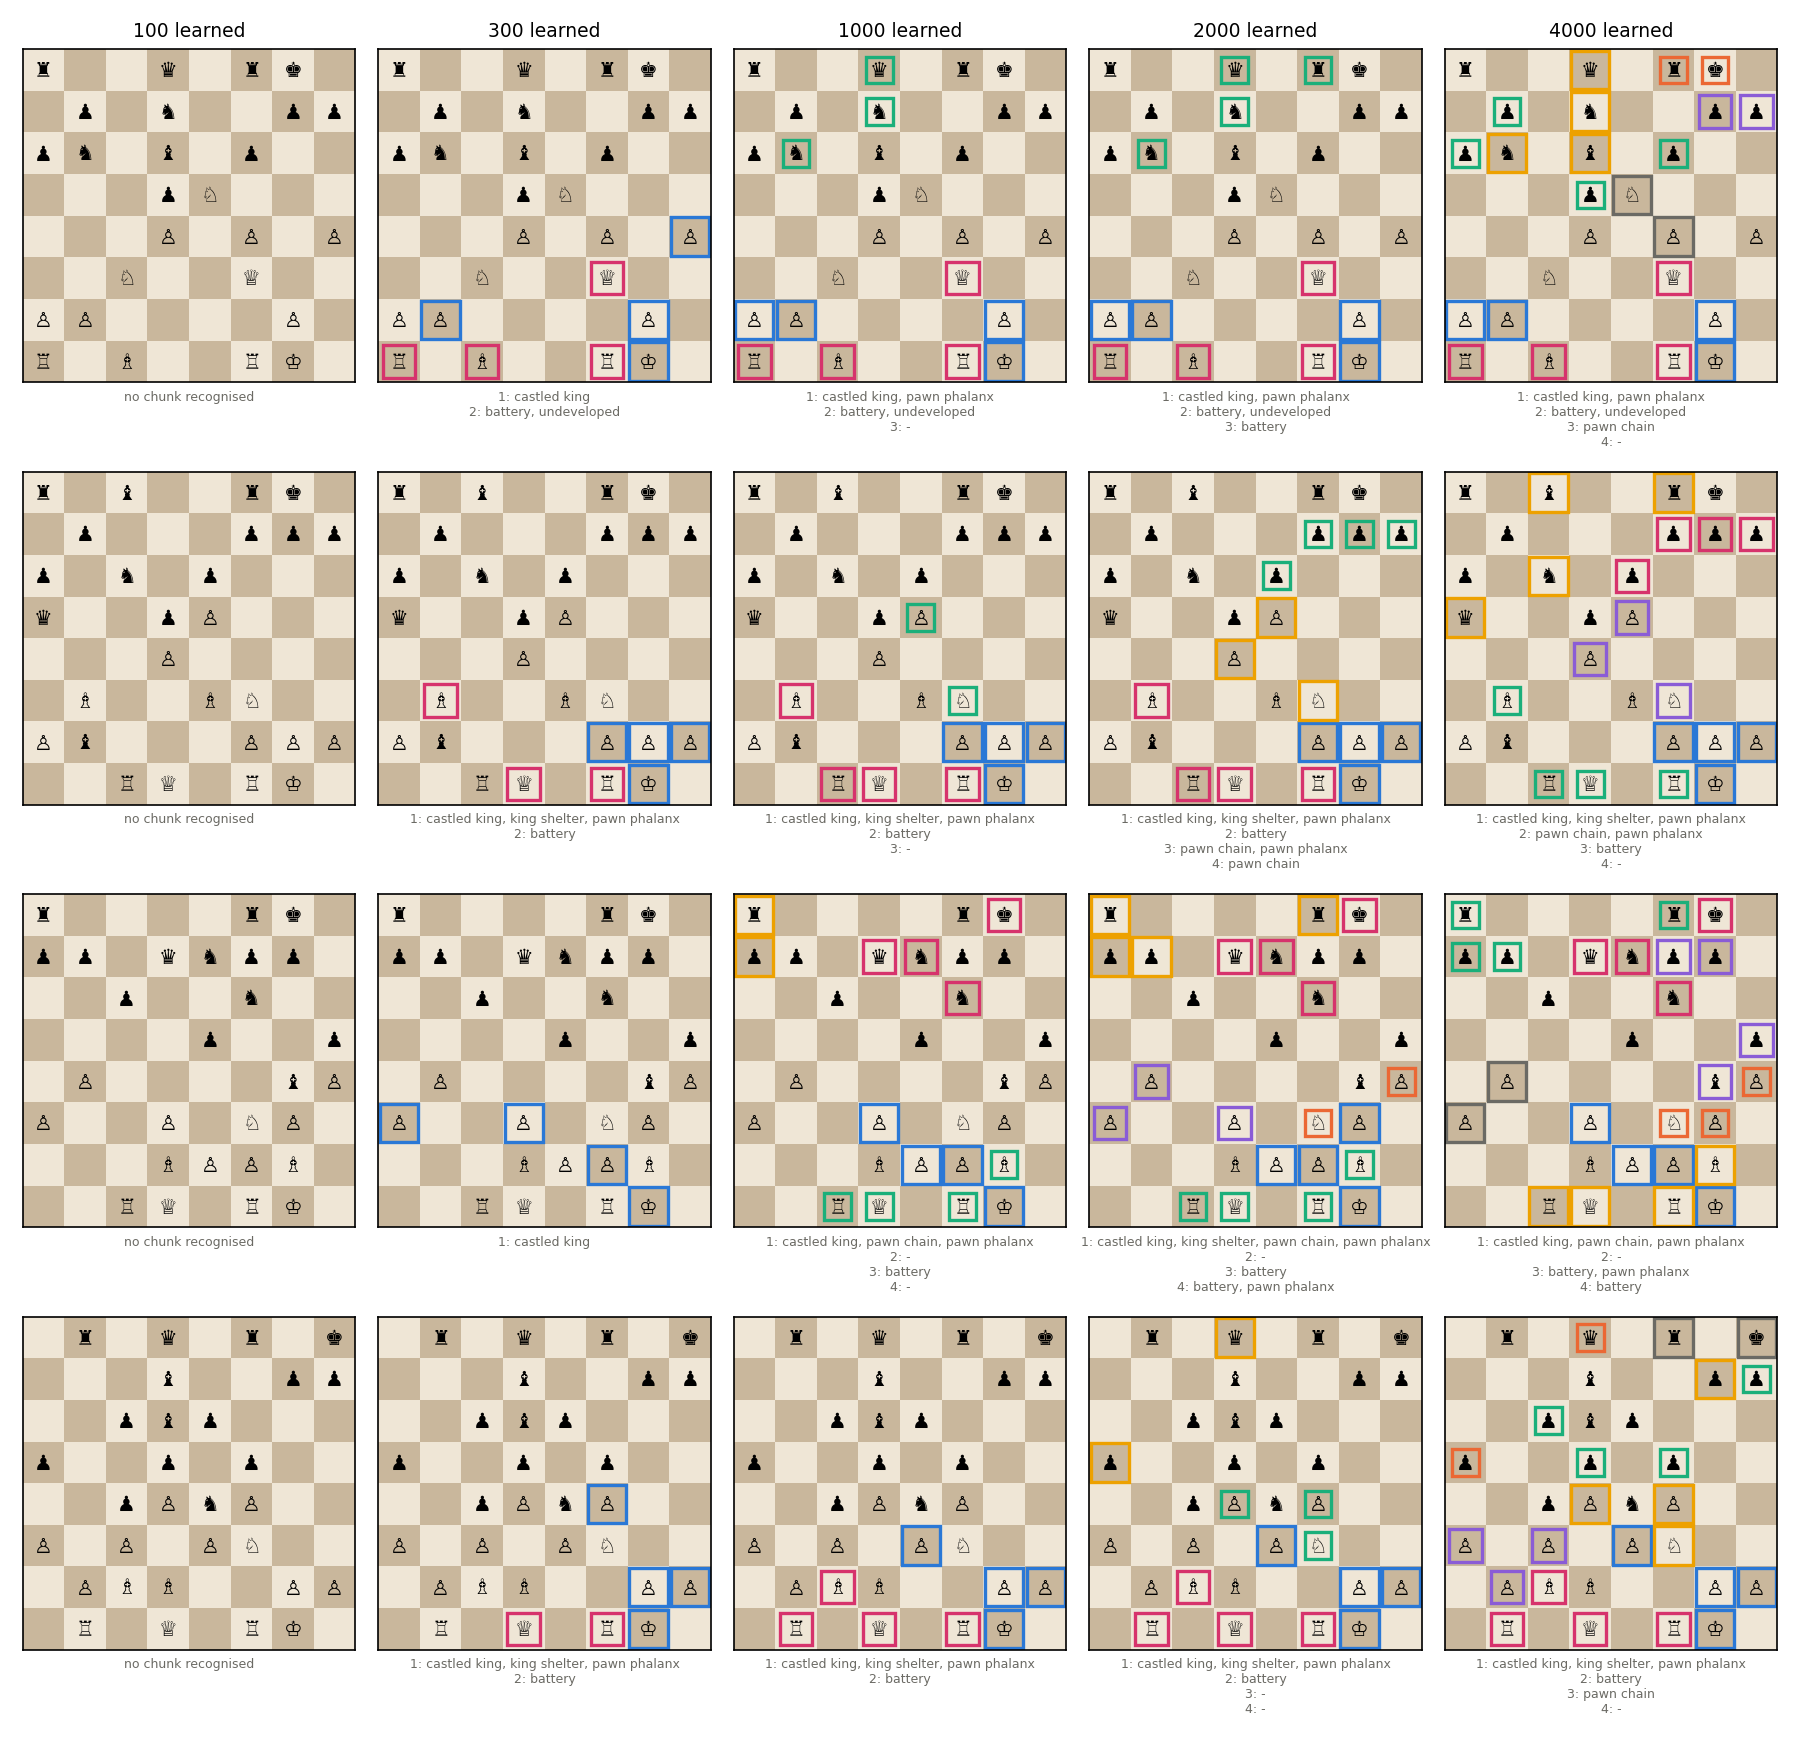 100 learned
300 learned
1000 learned
2000 learned
4000 learned
no chunk recognised
1: castled king
2: battery, undeveloped
1: castled king, pawn phalanx
2: battery, undeveloped
3: -
1: castled king, pawn phalanx
2: battery, undeveloped
3: battery
1: castled king, pawn phalanx
2: battery, undeveloped
3: pawn chain
4: -
no chunk recognised
1: castled king, king shelter, pawn phalanx
2: battery
1: castled king, king shelter, pawn phalanx
2: battery
3: -
1: castled king, king shelter, pawn phalanx
2: battery
3: pawn chain, pawn phalanx
4: pawn chain
1: castled king, king shelter, pawn phalanx
2: pawn chain, pawn phalanx
3: battery
4: -
no chunk recognised
1: castled king
1: castled king, pawn chain, pawn phalanx
2: -
3: battery
4: -
1: castled king, king shelter, pawn chain, pawn phalanx
2: -
3: battery
4: battery, pawn phalanx
1: castled king, pawn chain, pawn phalanx
2: -
3: battery, pawn phalanx
4: battery
no chunk recognised
1: castled king, king shelter, pawn phalanx
2: battery
1: castled king, king shelter, pawn phalanx
2: battery
1: castled king, king shelter, pawn phalanx
2: battery
3: -
4: -
1: castled king, king shelter, pawn phalanx
2: battery
3: pawn chain
4: -